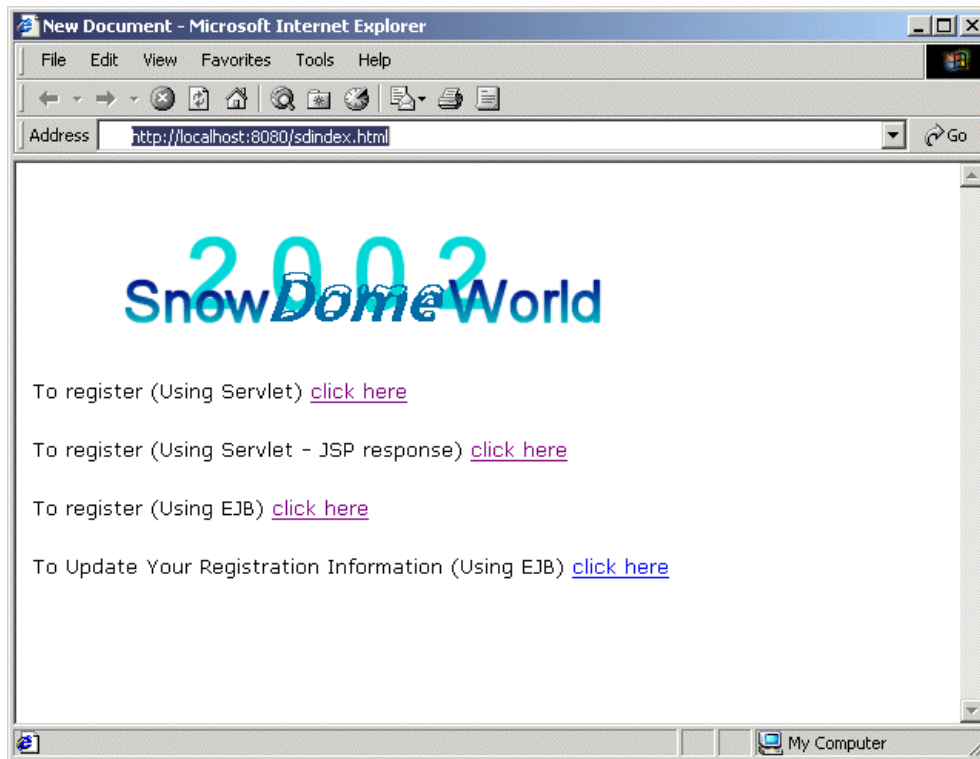 New Document - Microsoft Internet Explorer
File Edit View Favorites Tools Help
Address http://localhost:8080/sdindex.html Go
2002
SnowDomeWorld
To register (Using Servlet) click here
To register (Using Servlet - JSP response) click here
To register (Using EJB) click here
To Update Your Registration Information (Using EJB) click here
My Computer